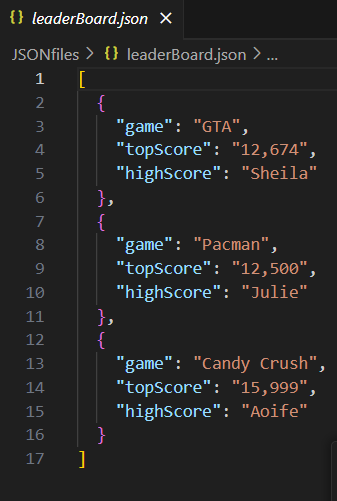 { } leaderBoard.json ×
JSONfiles > { } leaderBoard.json > ...
1 [
2 {
3 "game": "GTA",
4 "topScore": "12,674",
5 "highScore": "Sheila"
6 },
7 {
8 "game": "Pacman",
9 "topScore": "12,500",
10 "highScore": "Julie"
11 },
12 {
13 "game": "Candy Crush",
14 "topScore": "15,999",
15 "highScore": "Aoife"
16 }
17 ]